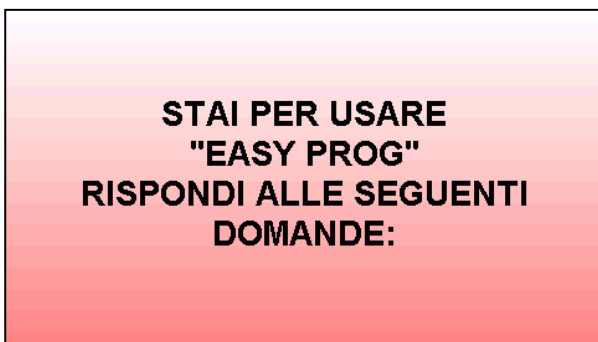 STAI PER USARE
"EASY PROG"
RISPONDI ALLE SEGUENTI
DOMANDE: